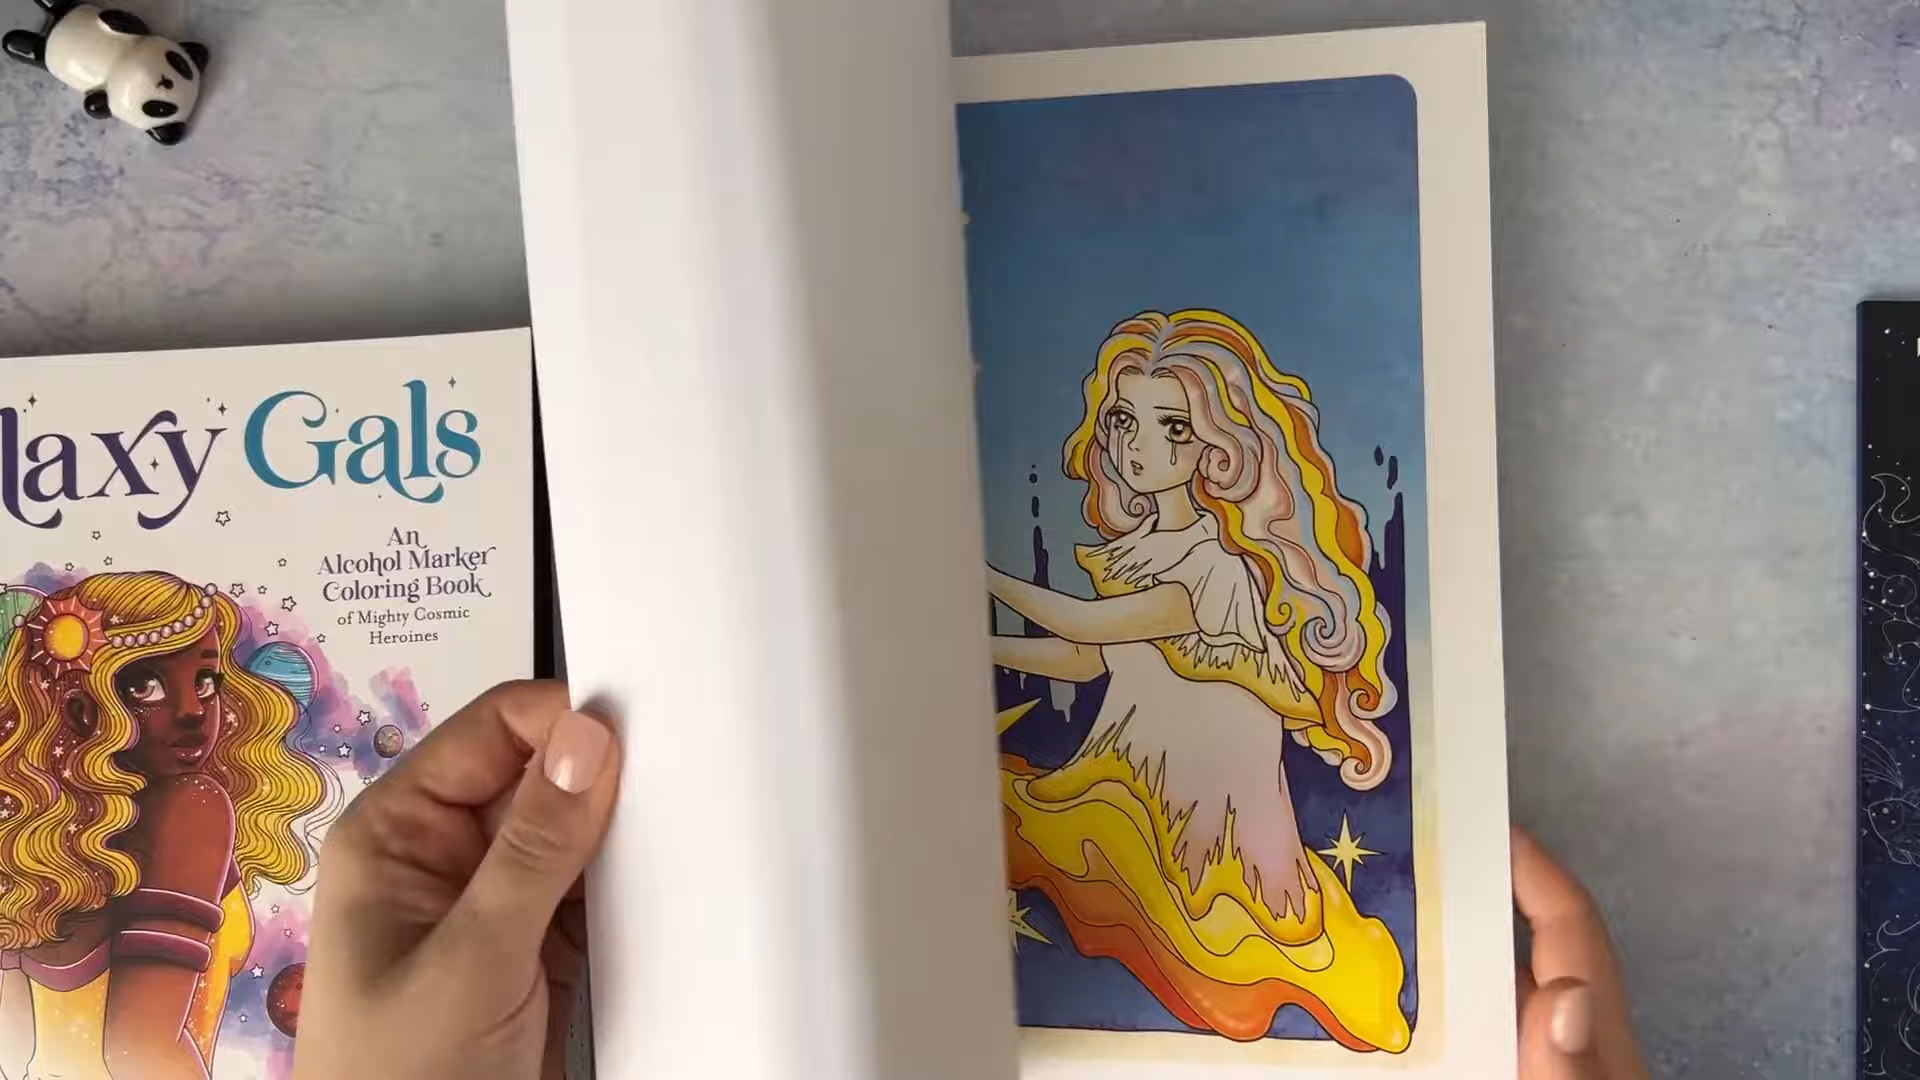 laxy Gals
An
Alcohol Marker
Coloring Book
of Mighty Cosmic
Heroines